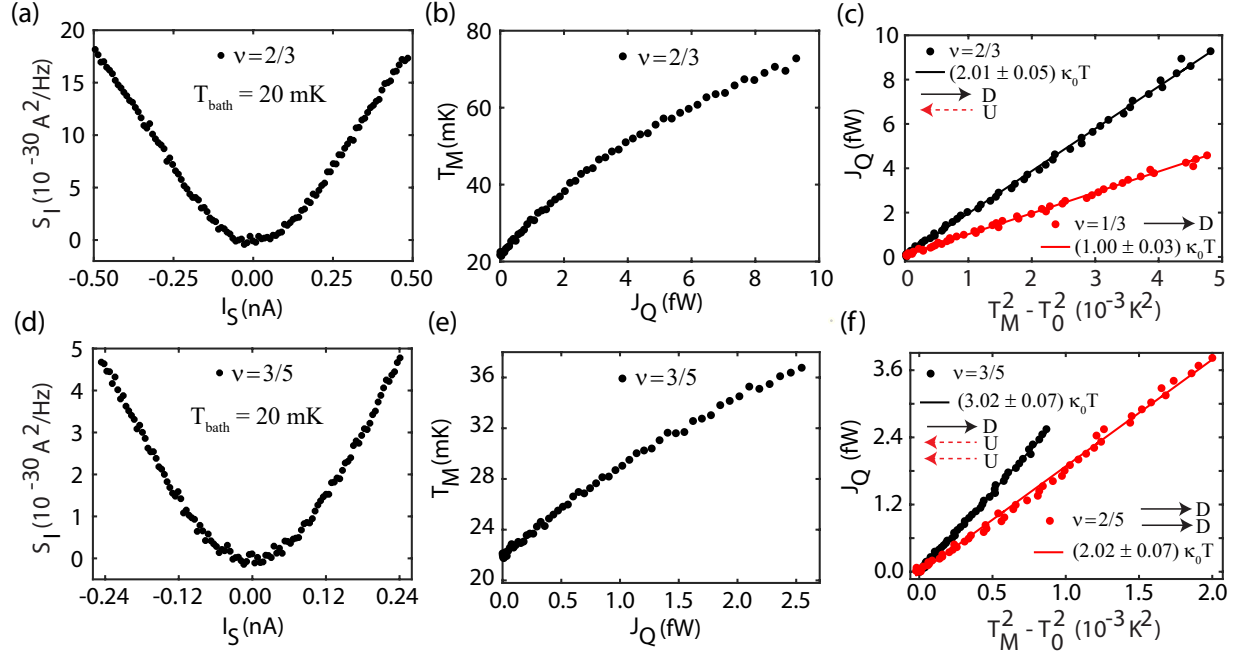 (a)
20
15
10
5
0
S_I (10^-30 A^2/Hz)
ν=2/3
T_bath = 20 mK
-0.50
-0.25
0.00
0.25
0.50
I_S (nA)
(b)
80
60
40
20
T_M (mK)
ν=2/3
0
2
4
6
8
10
J_Q (fW)
(c)
10
8
6
4
2
0
J_Q (fW)
ν=2/3
(2.01 ± 0.05) κ_0T
D
U
ν=1/3 D
(1.00 ± 0.03) κ_0T
0
1
2
3
4
5
T_M^2 - T_0^2 (10^-3 K^2)
(d)
5
4
3
2
1
0
S_I (10^-30 A^2/Hz)
ν=3/5
T_bath = 20 mK
-0.24
-0.12
0.00
0.12
0.24
I_S (nA)
(e)
36
32
28
24
20
T_M (mK)
ν=3/5
0.0
0.5
1.0
1.5
2.0
2.5
J_Q (fW)
(f)
3.6
2.4
1.2
0.0
J_Q (fW)
ν=3/5
(3.02 ± 0.07) κ_0T
D
U
U
D
ν=2/5 D
(2.02 ± 0.07) κ_0T
0.0
0.5
1.0
1.5
2.0
T_M^2 - T_0^2 (10^-3 K^2)